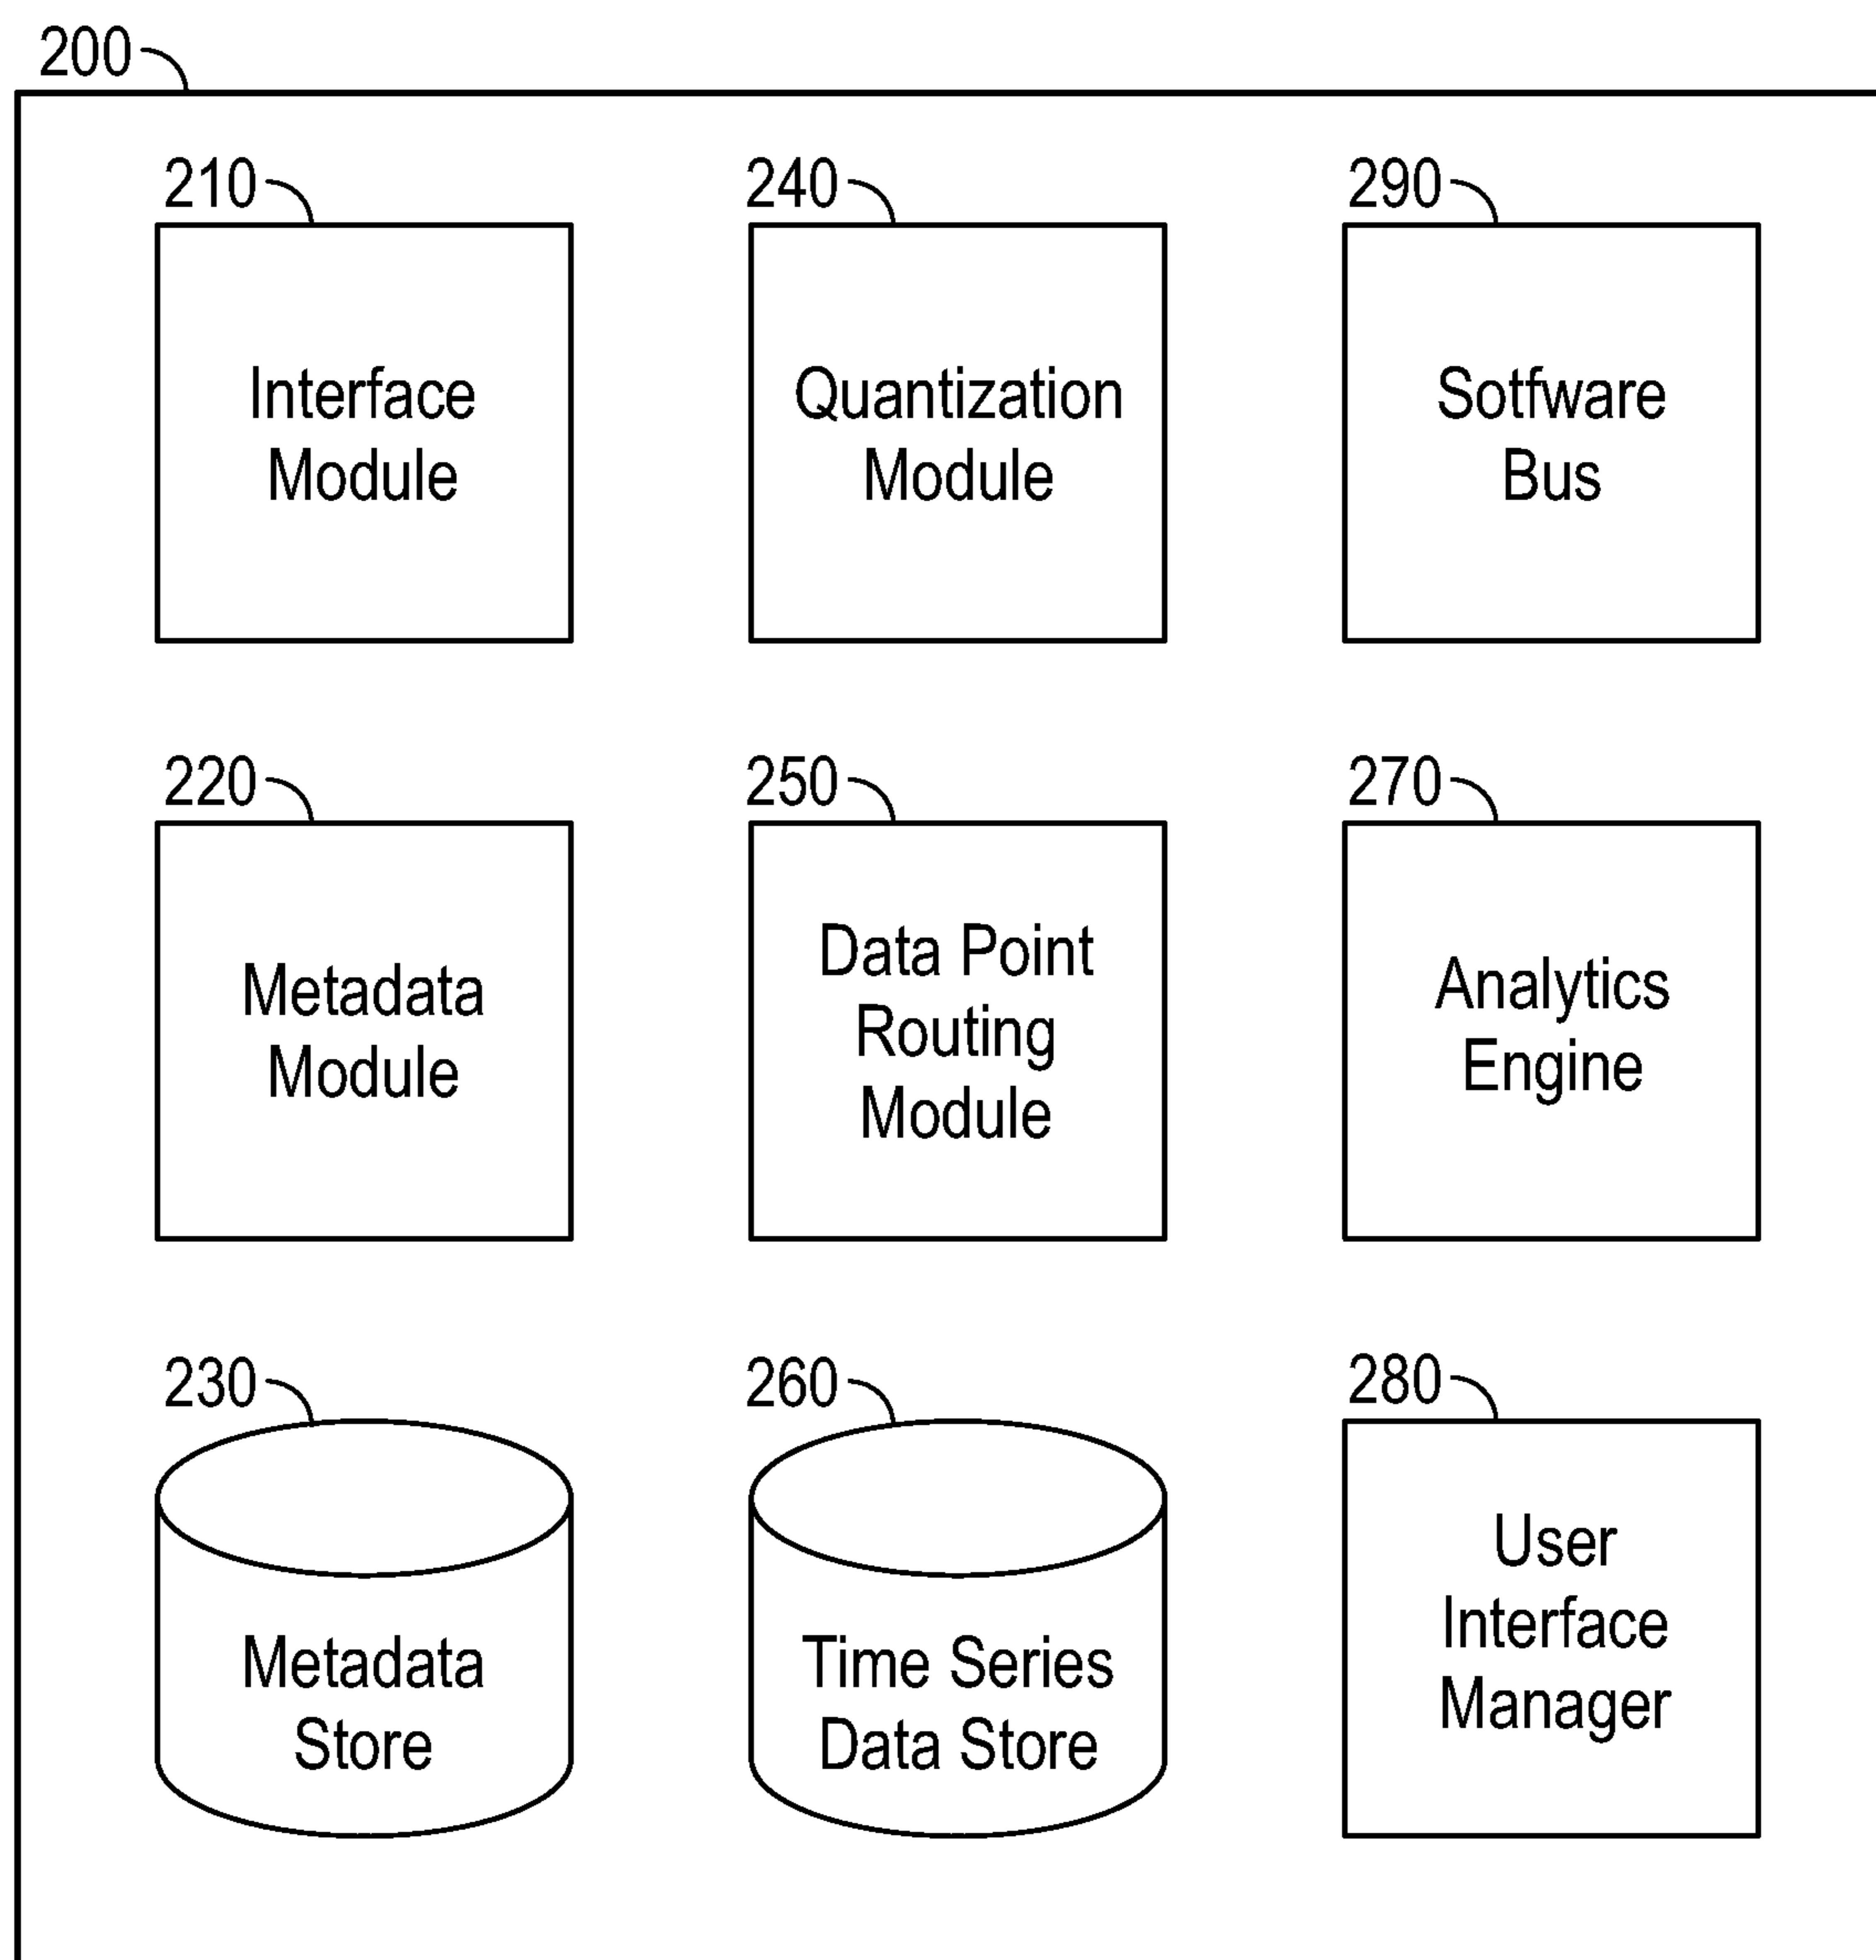 200
210
Interface
Module
240
Quantization
Module
290
Sotfware
Bus
220
Metadata
Module
250
Data Point
Routing
Module
270
Analytics
Engine
230
Metadata
Store
260
Time Series
Data Store
280
User
Interface
Manager